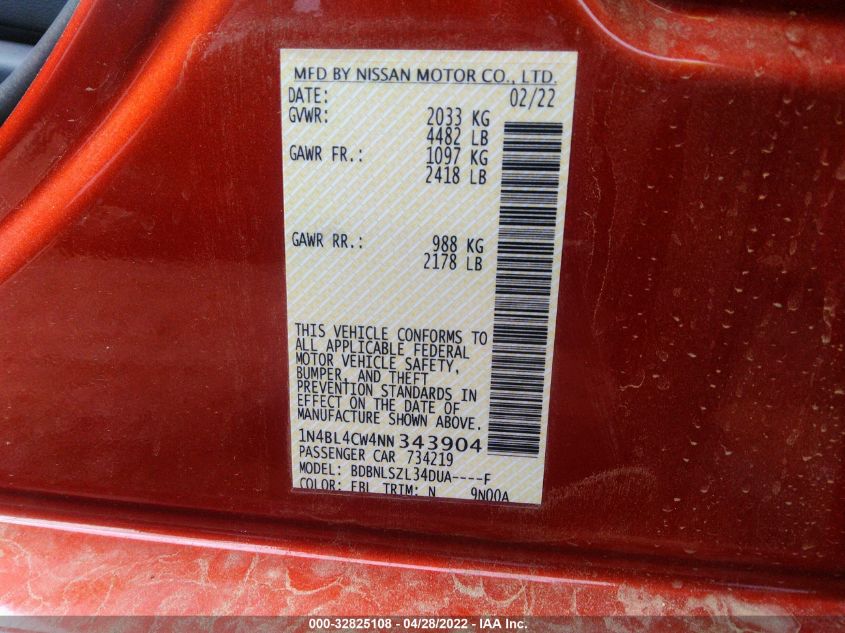 MFD BY NISSAN MOTOR CO., LTD.
DATE: 02/22
GVWR: 2033 KG
4482 LB
GAWR FR.: 1097 KG
2418 LB
GAWR RR.: 988 KG
2178 LB
THIS VEHICLE CONFORMS TO
ALL APPLICABLE FEDERAL
MOTOR VEHICLE SAFETY,
BUMPER, AND THEFT
PREVENTION STANDARDS IN
EFFECT ON THE DATE OF
MANUFACTURE SHOWN ABOVE.
1N4BL4CW4NN343904
PASSENGER CAR 734219
MODEL: BDBNLSZL34DUA----F
COLOR: EBL TRIM: N 9N00A
000-32825108 - 04/28/2022 - IAA Inc.